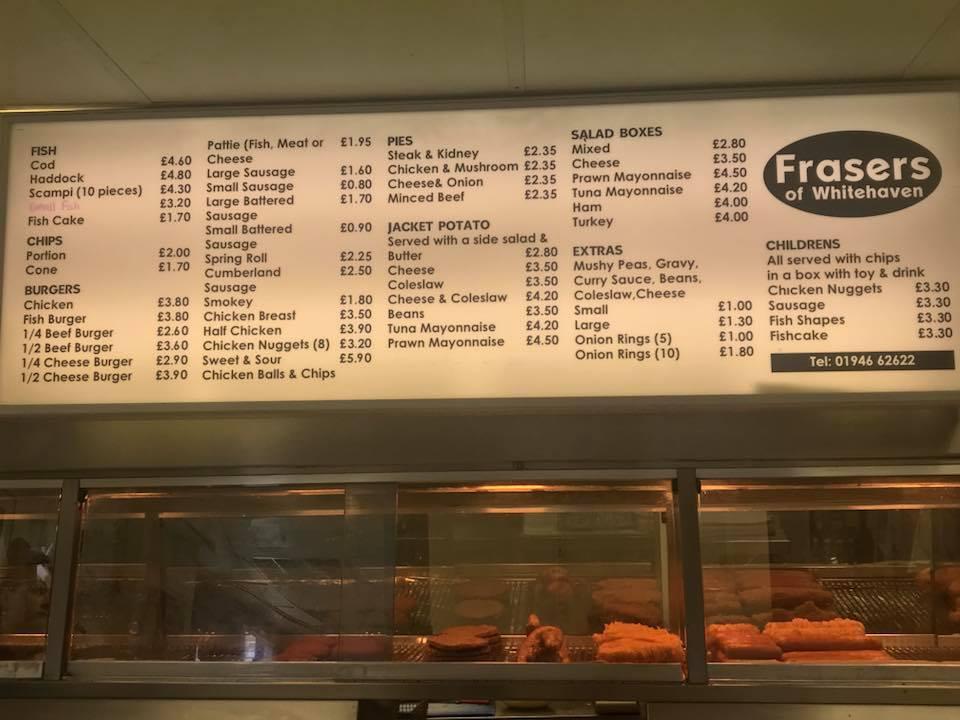 FISH
Cod £4.60
Haddock £4.80
Scampi (10 pieces) £4.30
Small Fish £3.20
Fish Cake £1.70
CHIPS
Portion £2.00
Cone £1.70
BURGERS
Chicken £3.80
Fish Burger £3.80
1/4 Beef Burger £2.60
1/2 Beef Burger £3.60
1/4 Cheese Burger £2.90
1/2 Cheese Burger £3.90
Pattie (Fish, Meat or £1.95
Cheese
Large Sausage £1.60
Small Sausage £0.80
Large Battered £1.70
Sausage
Small Battered £0.90
Sausage
Spring Roll £2.25
Cumberland £2.50
Sausage
Smokey £1.80
Chicken Breast £3.50
Half Chicken £3.90
Chicken Nuggets (8) £3.20
Sweet & Sour £5.90
Chicken Balls & Chips
PIES
Steak & Kidney £2.35
Chicken & Mushroom £2.35
Cheese& Onion £2.35
Minced Beef £2.35
JACKET POTATO
Served with a side salad &
Butter £2.80
Cheese £3.50
Coleslaw £3.50
Cheese & Coleslaw £4.20
Beans £3.50
Tuna Mayonnaise £4.20
Prawn Mayonnaise £4.50
SALAD BOXES
Mixed £2.80
Cheese £3.50
Prawn Mayonnaise £4.50
Tuna Mayonnaise £4.20
Ham £4.00
Turkey £4.00
EXTRAS
Mushy Peas, Gravy,
Curry Sauce, Beans,
Coleslaw,Cheese
Small £1.00
Large £1.30
Onion Rings (5) £1.00
Onion Rings (10) £1.80
Frasers
of Whitehaven
CHILDRENS
All served with chips
in a box with toy & drink
Chicken Nuggets £3.30
Sausage £3.30
Fish Shapes £3.30
Fishcake £3.30
Tel: 01946 62622